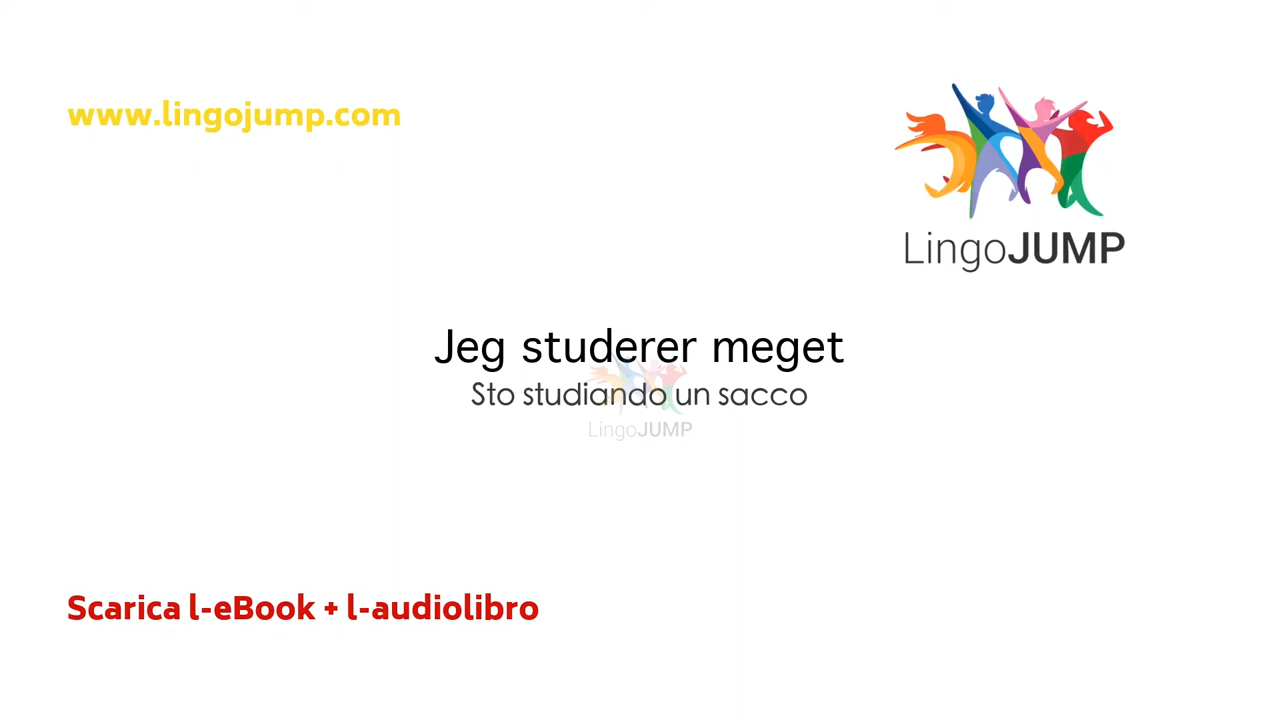 www.lingojump.com
LingoJUMP
Jeg studerer meget
Sto studiando un sacco
LingoJUMP
Scarica l-eBook + l-audiolibro